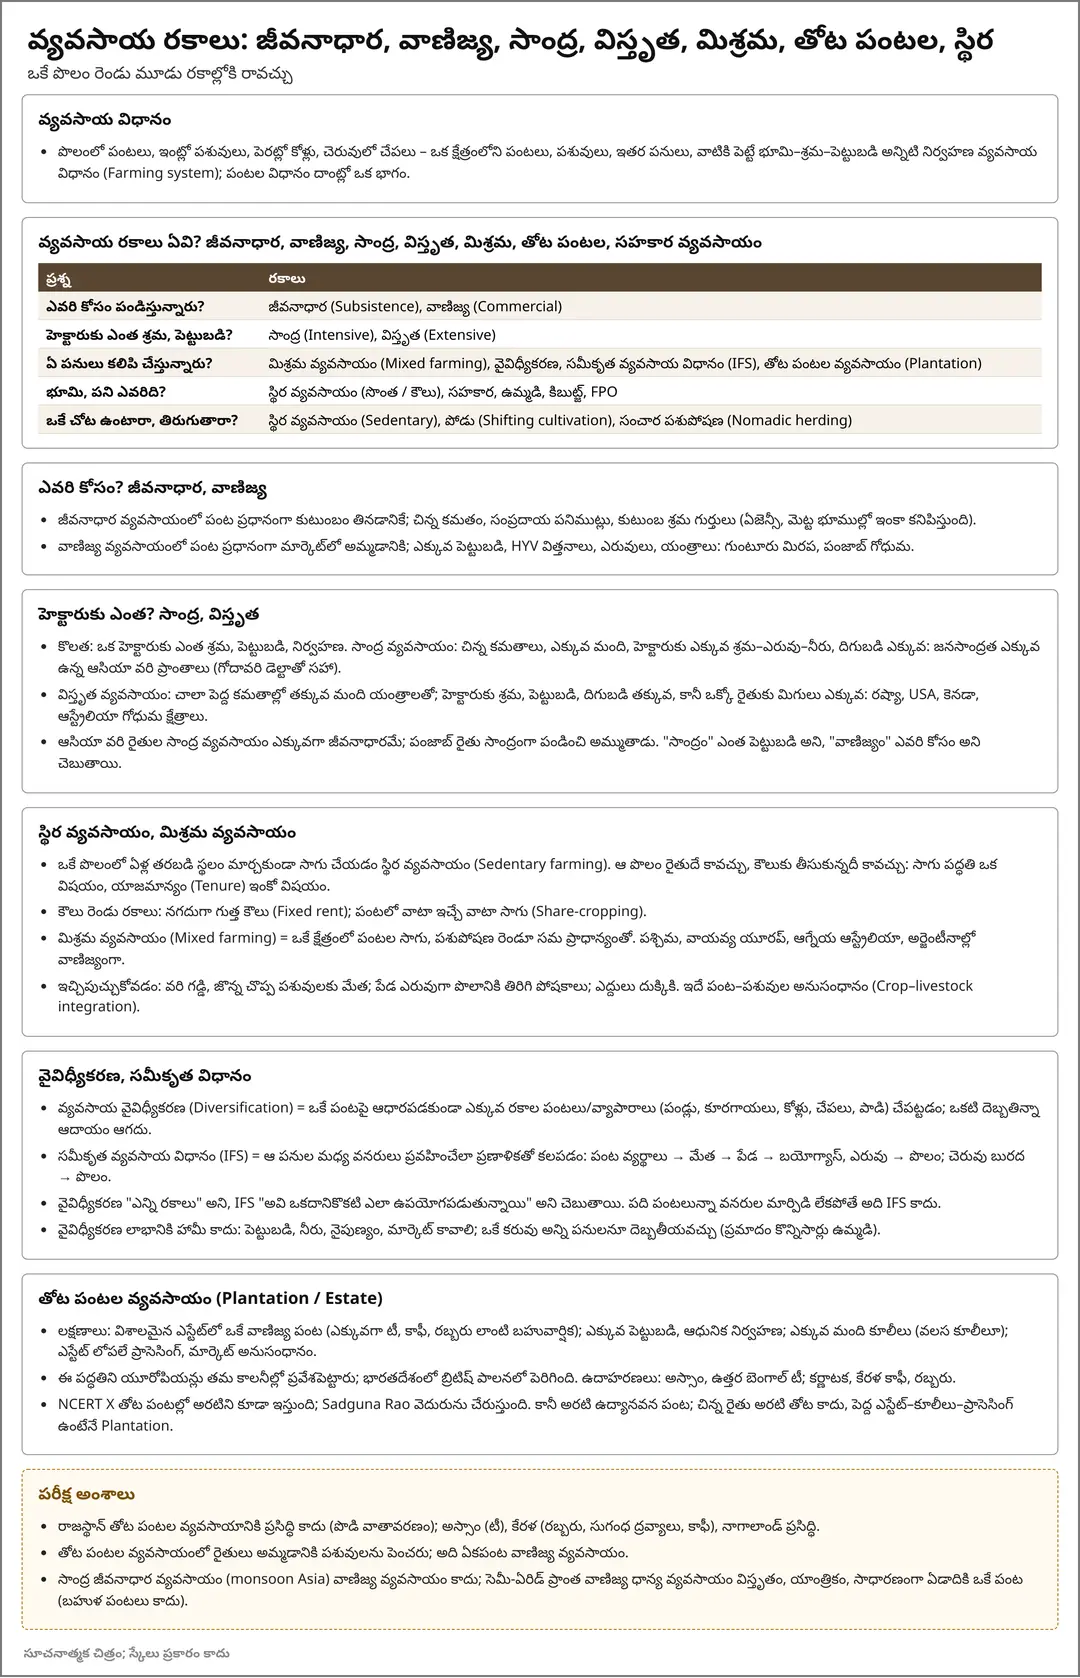 వ్యవసాయ రకాలు: జీవనాధార, వాణిజ్య, సాంద్ర, విస్తృత, మిశ్రమ, తోట పంటల, స్థిర
ఒకే పొలం రెండు మూడు రకాల్లోకి రావచ్చు
వ్యవసాయ విధానం
• పొలంలో పంటలు, ఇంట్లో పశువులు, పెరట్లో కోళ్లు, చెరువులో చేపలు – ఒక క్షేత్రంలోని పంటలు, పశువులు, ఇతర పనులు, వాటికి పెట్టే భూమి–శ్రమ–పెట్టుబడి అన్నిటి నిర్వహణ వ్యవసాయ
విధానం (Farming system); పంటల విధానం దాంట్లో ఒక భాగం.
వ్యవసాయ రకాలు ఏవి? జీవనాధార, వాణిజ్య, సాంద్ర, విస్తృత, మిశ్రమ, తోట పంటల, సహకార వ్యవసాయం
ప్రశ్న రకాలు
ఎవరి కోసం పండిస్తున్నారు? జీవనాధార (Subsistence), వాణిజ్య (Commercial)
హెక్టారుకు ఎంత శ్రమ, పెట్టుబడి? సాంద్ర (Intensive), విస్తృత (Extensive)
ఏ పనులు కలిపి చేస్తున్నారు? మిశ్రమ వ్యవసాయం (Mixed farming), వైవిధ్యీకరణ, సమీకృత వ్యవసాయ విధానం (IFS), తోట పంటల వ్యవసాయం (Plantation)
భూమి, పని ఎవరిది? స్థిర వ్యవసాయం (సొంత / కౌలు), సహకార, ఉమ్మడి, కిబుట్జ్, FPO
ఒకే చోట ఉంటారా, తిరుగుతారా? స్థిర వ్యవసాయం (Sedentary), పోడు (Shifting cultivation), సంచార పశుపోషణ (Nomadic herding)
ఎవరి కోసం? జీవనాధార, వాణిజ్య
• జీవనాధార వ్యవసాయంలో పంట ప్రధానంగా కుటుంబం తినడానికే; చిన్న కమతం, సంప్రదాయ పనిముట్లు, కుటుంబ శ్రమ గుర్తులు (ఏజెన్సీ, మెట్ట భూముల్లో ఇంకా కనిపిస్తుంది).
• వాణిజ్య వ్యవసాయంలో పంట ప్రధానంగా మార్కెట్‌లో అమ్మడానికి; ఎక్కువ పెట్టుబడి, HYV విత్తనాలు, ఎరువులు, యంత్రాలు: గుంటూరు మిరప, పంజాబ్ గోధుమ.
హెక్టారుకు ఎంత? సాంద్ర, విస్తృత
• కొలత: ఒక హెక్టారుకు ఎంత శ్రమ, పెట్టుబడి, నిర్వహణ. సాంద్ర వ్యవసాయం: చిన్న కమతాలు, ఎక్కువ మంది, హెక్టారుకు ఎక్కువ శ్రమ–ఎరువు–నీరు, దిగుబడి ఎక్కువ: జనసాంద్రత ఎక్కువ
ఉన్న ఆసియా వరి ప్రాంతాలు (గోదావరి డెల్టాతో సహా).
• విస్తృత వ్యవసాయం: చాలా పెద్ద కమతాల్లో తక్కువ మంది యంత్రాలతో; హెక్టారుకు శ్రమ, పెట్టుబడి, దిగుబడి తక్కువ, కానీ ఒక్కో రైతుకు మిగులు ఎక్కువ: రష్యా, USA, కెనడా,
ఆస్ట్రేలియా గోధుమ క్షేత్రాలు.
• ఆసియా వరి రైతుల సాంద్ర వ్యవసాయం ఎక్కువగా జీవనాధారమే; పంజాబ్ రైతు సాంద్రంగా పండించి అమ్ముతాడు. "సాంద్రం" ఎంత పెట్టుబడి అని, "వాణిజ్యం" ఎవరి కోసం అని
చెబుతాయి.
స్థిర వ్యవసాయం, మిశ్రమ వ్యవసాయం
• ఒకే పొలంలో ఏళ్ల తరబడి స్థలం మార్చకుండా సాగు చేయడం స్థిర వ్యవసాయం (Sedentary farming). ఆ పొలం రైతుదే కావచ్చు, కౌలుకు తీసుకున్నదీ కావచ్చు: సాగు పద్ధతి ఒక
విషయం, యాజమాన్యం (Tenure) ఇంకో విషయం.
• కౌలు రెండు రకాలు: నగదుగా గుత్త కౌలు (Fixed rent); పంటలో వాటా ఇచ్చే వాటా సాగు (Share-cropping).
• మిశ్రమ వ్యవసాయం (Mixed farming) = ఒకే క్షేత్రంలో పంటల సాగు, పశుపోషణ రెండూ సమ ప్రాధాన్యంతో. పశ్చిమ, వాయవ్య యూరప్, ఆగ్నేయ ఆస్ట్రేలియా, అర్జెంటీనాల్లో
వాణిజ్యంగా.
• ఇచ్చిపుచ్చుకోవడం: వరి గడ్డి, జొన్న చొప్ప పశువులకు మేత; పేడ ఎరువుగా పొలానికి తిరిగి పోషకాలు; ఎద్దులు దుక్కికి. ఇదే పంట–పశువుల అనుసంధానం (Crop–livestock
integration).
వైవిధ్యీకరణ, సమీకృత విధానం
• వ్యవసాయ వైవిధ్యీకరణ (Diversification) = ఒకే పంటపై ఆధారపడకుండా ఎక్కువ రకాల పంటలు/వ్యాపారాలు (పండ్లు, కూరగాయలు, కోళ్లు, చేపలు, పాడి) చేపట్టడం; ఒకటి దెబ్బతిన్నా
ఆదాయం ఆగదు.
• సమీకృత వ్యవసాయ విధానం (IFS) = ఆ పనుల మధ్య వనరులు ప్రవహించేలా ప్రణాళికతో కలపడం: పంట వ్యర్థాలు → మేత → పేడ → బయోగ్యాస్, ఎరువు → పొలం; చెరువు బురద
→ పొలం.
• వైవిధ్యీకరణ "ఎన్ని రకాలు" అని, IFS "అవి ఒకదానికొకటి ఎలా ఉపయోగపడుతున్నాయి" అని చెబుతాయి. పది పంటలున్నా వనరుల మార్పిడి లేకపోతే అది IFS కాదు.
• వైవిధ్యీకరణ లాభానికి హామీ కాదు: పెట్టుబడి, నీరు, నైపుణ్యం, మార్కెట్ కావాలి; ఒకే కరువు అన్ని పనులనూ దెబ్బతీయవచ్చు (ప్రమాదం కొన్నిసార్లు ఉమ్మడి).
తోట పంటల వ్యవసాయం (Plantation / Estate)
• లక్షణాలు: విశాలమైన ఎస్టేట్‌లో ఒకే వాణిజ్య పంట (ఎక్కువగా టీ, కాఫీ, రబ్బరు లాంటి బహువార్షిక); ఎక్కువ పెట్టుబడి, ఆధునిక నిర్వహణ; ఎక్కువ మంది కూలీలు (వలస కూలీలూ);
ఎస్టేట్ లోపలే ప్రాసెసింగ్, మార్కెట్ అనుసంధానం.
• ఈ పద్ధతిని యూరోపియన్లు తమ కాలనీల్లో ప్రవేశపెట్టారు; భారతదేశంలో బ్రిటిష్ పాలనలో పెరిగింది. ఉదాహరణలు: అస్సాం, ఉత్తర బెంగాల్ టీ; కర్ణాటక, కేరళ కాఫీ, రబ్బరు.
• NCERT X తోట పంటల్లో అరటిని కూడా ఇస్తుంది; Sadguna Rao వెదురును చేరుస్తుంది. కానీ అరటి ఉద్యానవన పంట; చిన్న రైతు అరటి తోట కాదు, పెద్ద ఎస్టేట్–కూలీలు–ప్రాసెసింగ్
ఉంటేనే Plantation.
పరీక్ష అంశాలు
• రాజస్థాన్ తోట పంటల వ్యవసాయానికి ప్రసిద్ధి కాదు (పొడి వాతావరణం); అస్సాం (టీ), కేరళ (రబ్బరు, సుగంధ ద్రవ్యాలు, కాఫీ), నాగాలాండ్ ప్రసిద్ధి.
• తోట పంటల వ్యవసాయంలో రైతులు అమ్మడానికి పశువులను పెంచరు; అది ఏకపంట వాణిజ్య వ్యవసాయం.
• సాంద్ర జీవనాధార వ్యవసాయం (monsoon Asia) వాణిజ్య వ్యవసాయం కాదు; సెమీ-ఏరిడ్ ప్రాంత వాణిజ్య ధాన్య వ్యవసాయం విస్తృతం, యాంత్రికం, సాధారణంగా ఏడాదికి ఒకే పంట
(బహుళ పంటలు కాదు).
సూచనాత్మక చిత్రం; స్కేలు ప్రకారం కాదు